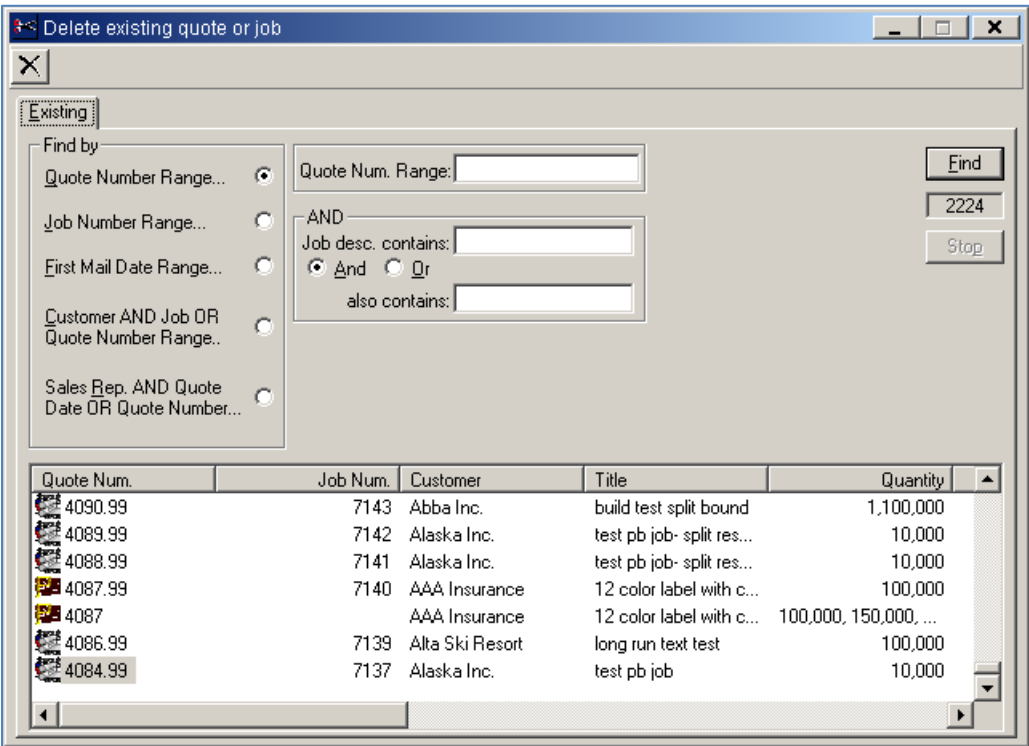 Delete existing quote or job
Existing
Find by
Quote Number Range...
Job Number Range...
First Mail Date Range...
Customer AND Job OR
Quote Number Range..
Sales Rep. AND Quote
Date OR Quote Number...
Quote Num. Range:
AND
Job desc. contains:
And Or
also contains:
Find
2224
Stop
Quote Num. Job Num. Customer Title Quantity
4090.99 7143 Abba Inc. build test split bound 1,100,000
4089.99 7142 Alaska Inc. test pb job- split res... 10,000
4088.99 7141 Alaska Inc. test pb job- split res... 10,000
4087.99 7140 AAA Insurance 12 color label with c... 100,000
4087 AAA Insurance 12 color label with c... 100,000, 150,000, ...
4086.99 7139 Alta Ski Resort long run text test 100,000
4084.99 7137 Alaska Inc. test pb job 10,000